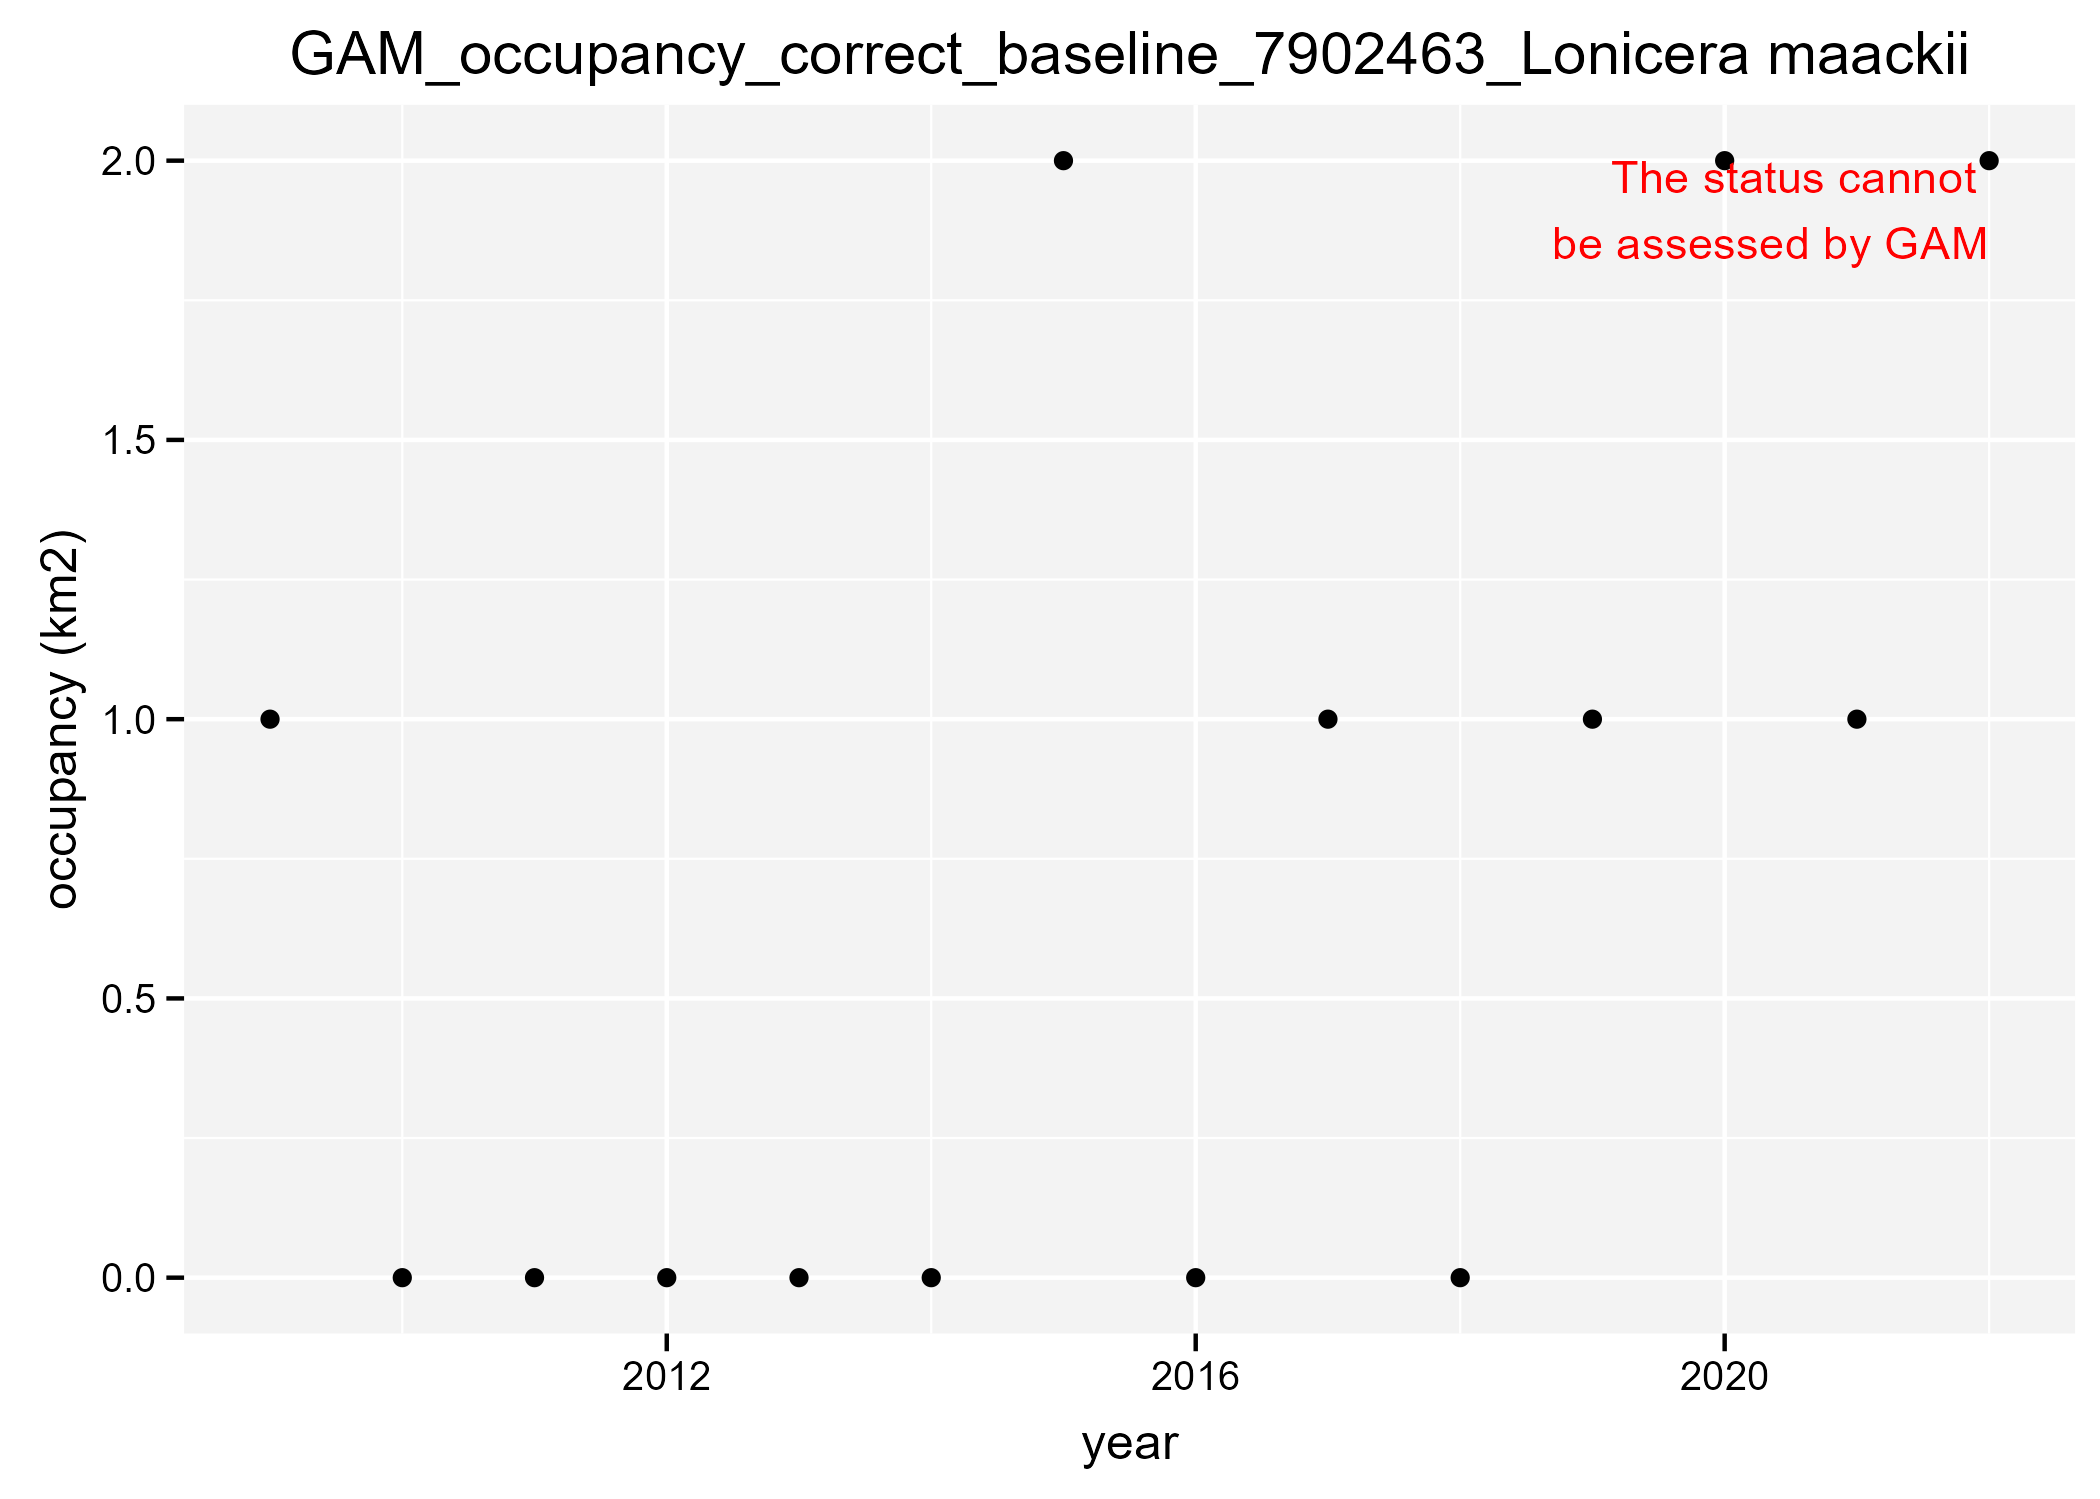 GAM_occupancy_correct_baseline_7902463_Lonicera maackii
2.0
The status cannot
be assessed by GAM
1.5
occupancy (km2)
1.0
0.5
0.0
2012
2016
2020
year